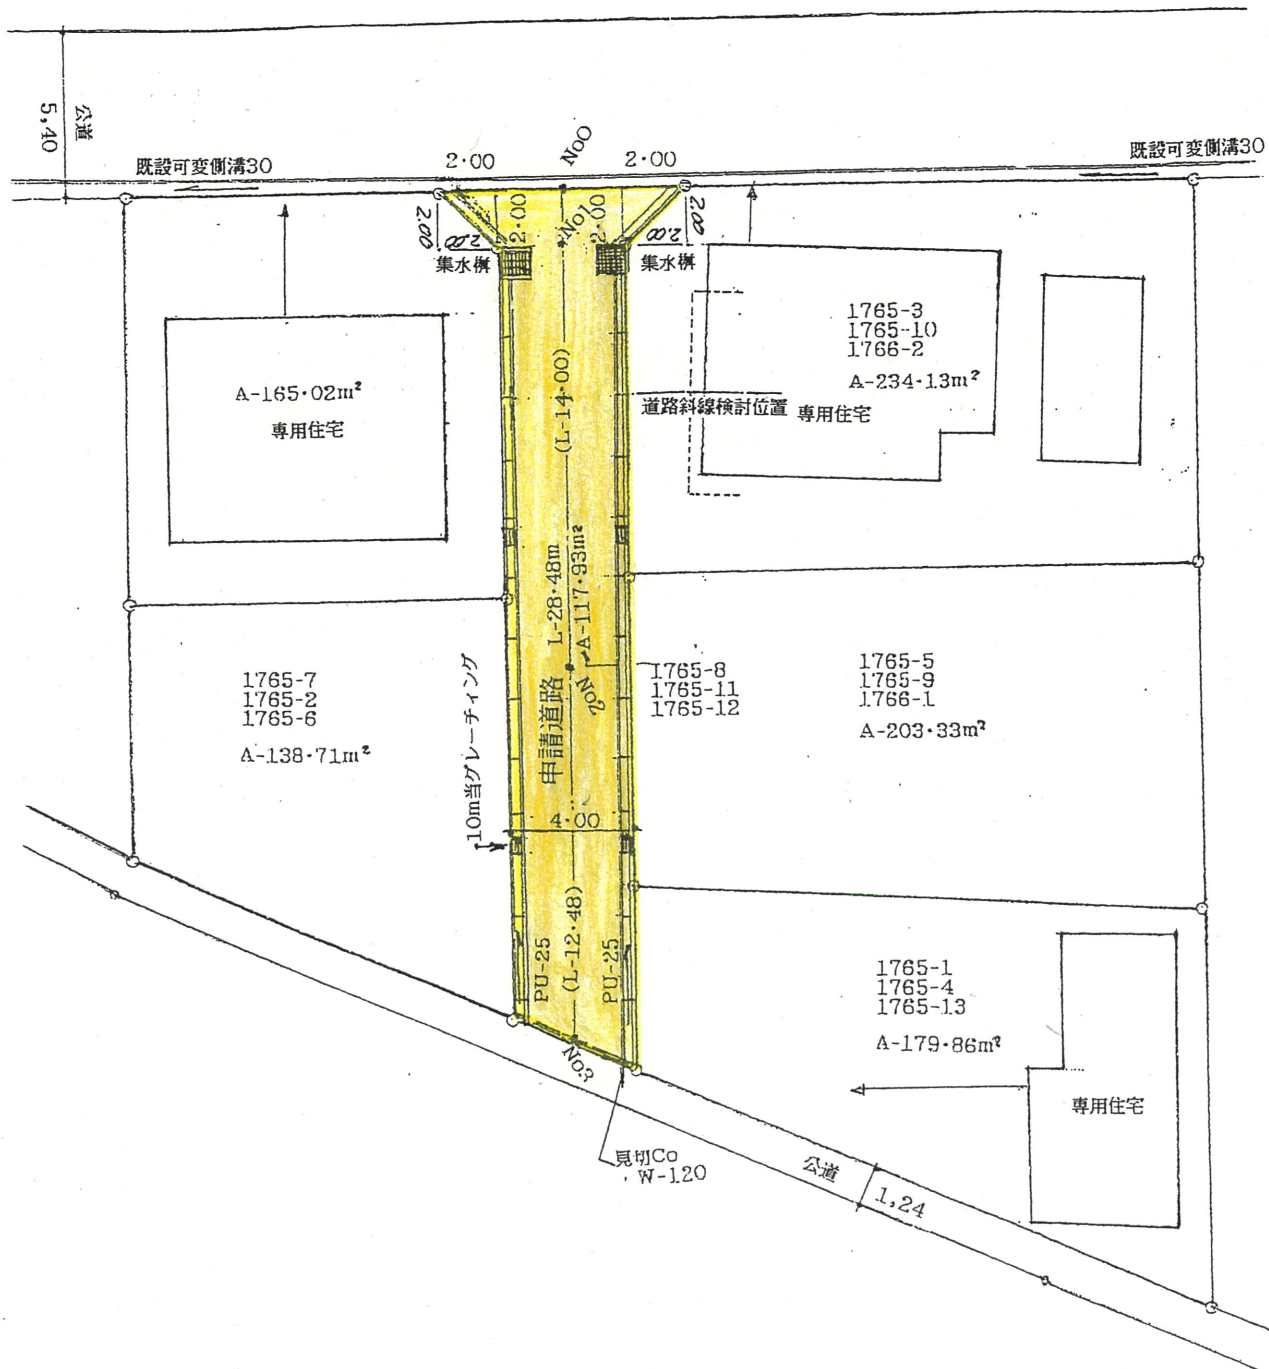 公道
5,40
既設可変側溝30
2·00
No0
2·00
既設可変側溝30
2.00
2.00
2·00
No1
2·00
2.00
2.00
集水桝
集水桝
A-165·02m²
専用住宅
(L-14·00)
1765-3
1765-10
1766-2
A-234·13m²
道路斜線検討位置
専用住宅
申請道路 L-28·48m
A-117·93m²
No2
1765-7
1765-2
1765-6
A-138·71m²
10m当グレーチング
1765-8
1765-11
1765-12
1765-5
1765-9
1766-1
A-203·33m²
4·00
(L-12·48)
PU-25
PU-25
No3
1765-1
1765-4
1765-13
A-179·86m²
専用住宅
見切Co
W-120
公道
1,24